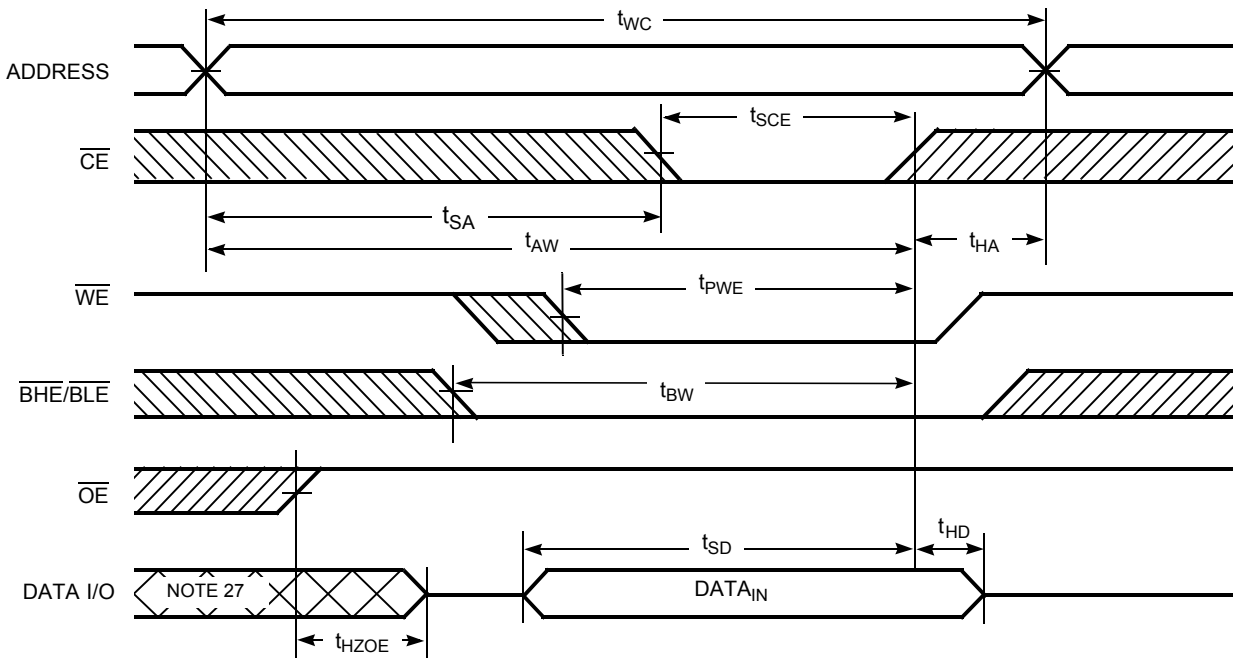 tWC
ADDRESS
tSCE
CE
tSA
tAW
tHA
WE
tPWE
BHE/BLE
tBW
OE
tHD
tSD
DATA I/O
NOTE 27
DATAIN
tHZOE